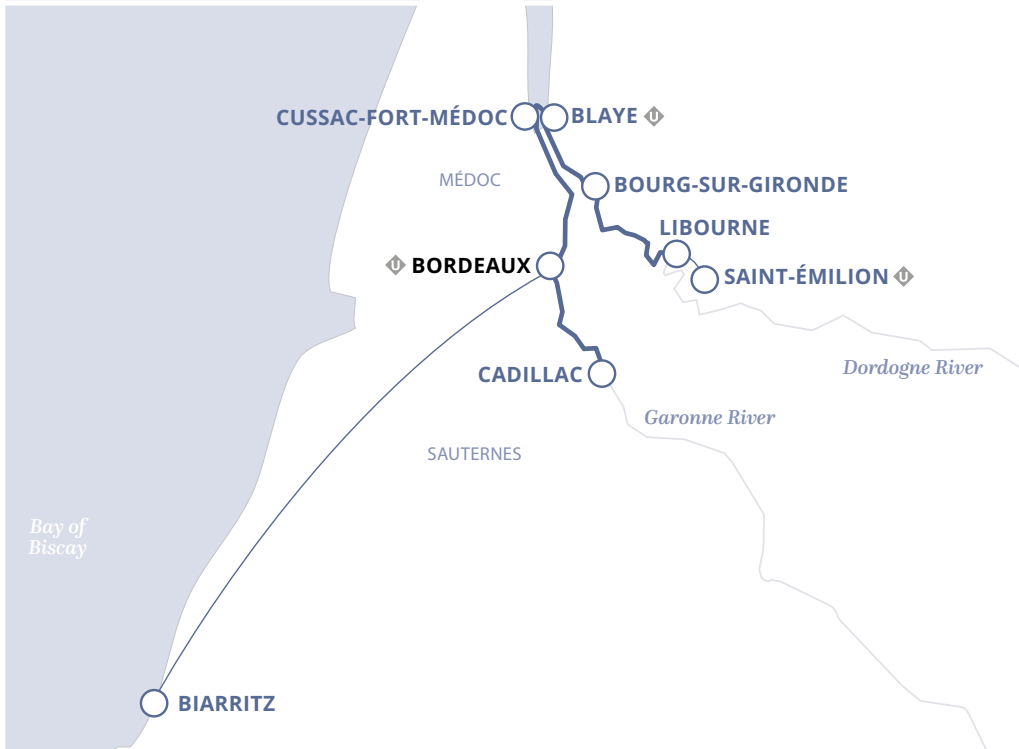 CUSSAC-FORT-MÉDOC
BLAYE U
MÉDOC
BOURG-SUR-GIRONDE
LIBOURNE
U BORDEAUX
SAINT-ÉMILION U
Dordogne River
CADILLAC
Garonne River
SAUTERNES
Bay of
Biscay
BIARRITZ